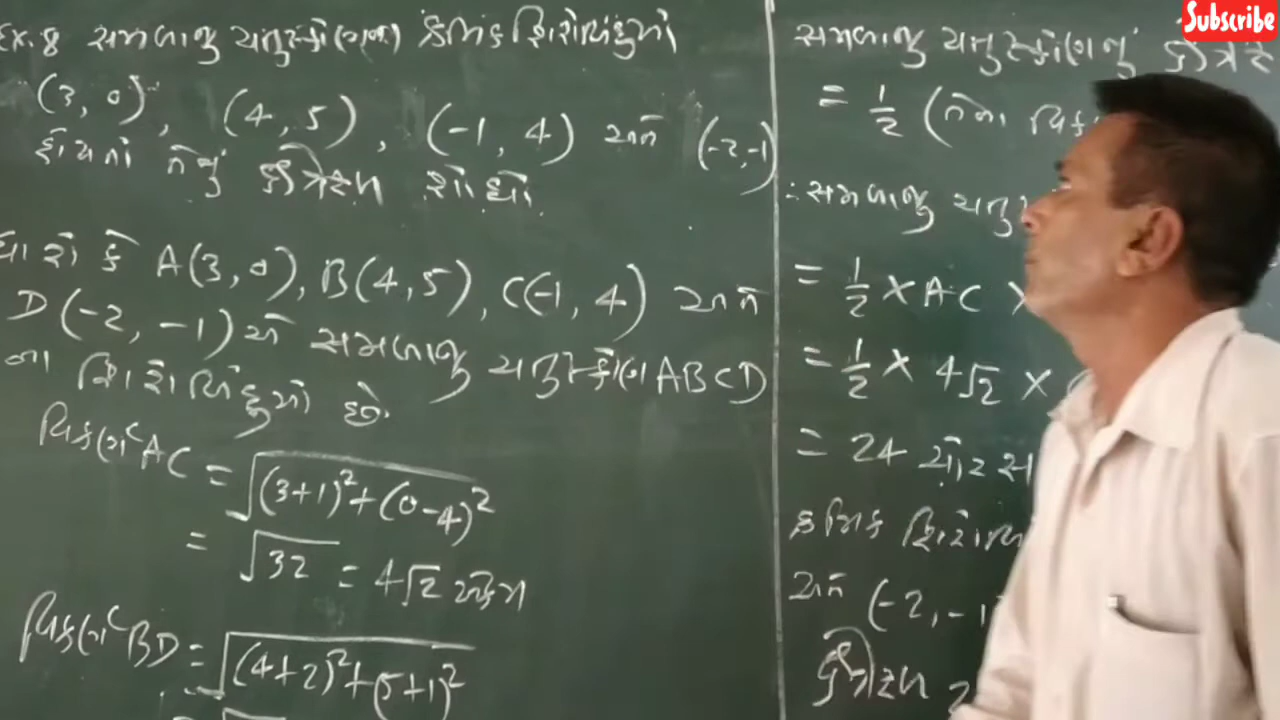 Ex. 8 સમબાજુ ચતુષ્કોણના ક્રમિક શિરોબિંદુઓ
(3, 0), (4, 5), (-1, 4) અને (-2, -1)
હોય તો તેનું ક્ષેત્રફળ શોધો.
ધારો કે A(3, 0), B(4, 5), C(-1, 4) અને
D(-2, -1) એ સમબાજુ ચતુષ્કોણ ABCD
ના શિરોબિંદુઓ છે.
વિકર્ણ AC = √(3+1)²+(0-4)²
= √32 = 4√2 એકમ
વિકર્ણ BD = √(4+2)²+(5+1)²
સમબાજુ ચતુષ્કોણનું
= 1/2 (તેના
∴ સમબાજુ
= 1/2 × AC ×
= 1/2 × 4√2 ×
= 24
ક્રમિક
અને (-2, -1)
ક્ષેત્રફળ
Subscribe